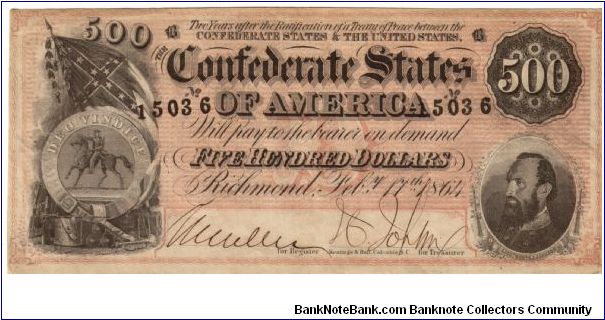 500
Two Years after the Ratification of a Treaty of Peace between the
CONFEDERATE STATES & THE UNITED STATES.
THE
Confederate States
500
No
No
15036
OF AMERICA
15036
DEO VINDICE
Will pay to the bearer on demand
FIVE HUNDRED DOLLARS
Richmond, Feb.y 17th 1864
for Register
for Treasurer
BankNoteBank.com Banknote Collectors Community